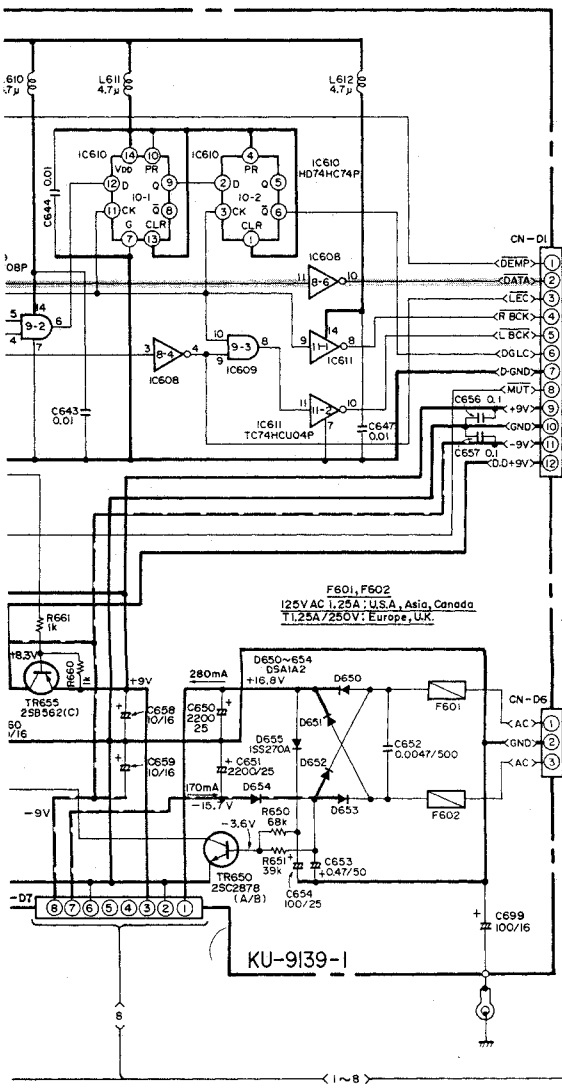 L610
4.7μ
L611
4.7μ
L612
4.7μ
IC610
IC610
IC610
HD74HC74P
C644 0.01
14 10
VDD PR
12 D Q 9
10-1
11 CK Q̅ 8
G CLR
7 13
4
PR
2 D Q 5
10-2
3 CK Q̅ 6
CLR
1
CN-D1
08P
IC608
11 8-6 10
14
5
4 9-2 6
7
10
9 9-3 8
IC609
3 8-4 4
IC608
14
9 11-1 8
IC611
11 11-2 10
7
IC611
TC74HCU04P
C643
0.01
C647
0.01
DEMP 1
DATA 2
LEC 3
R BCK 4
L BCK 5
DGLC 6
D-GND 7
MUT 8
+9V 9
GND 10
-9V 11
D.D+9V 12
C656 0.1
C657 0.1
F601, F602
125V AC 1.25A : U.S.A, Asia, Canada
T1.25A/250V : Europe, U.K.
R661
1k
+8.3V
R660
1k
+9V
TR655
2SB562(C)
60
0/16
C658
10/16
C659
10/16
-9V
280mA
+16.8V
C650
2200
25
C651
2200/25
170mA
-15.7V
D650~654
DSA1A2
D650
D651
D652
D653
D654
D655
1SS270A
C652
0.0047/500
F601
F602
CN-D6
AC 1
GND 2
AC 3
-3.6V
R650
68k
R651
39k
TR650
2SC2878
(A/B)
C653
0.47/50
C654
100/25
-D7
8 7 6 5 4 3 2 1
C699
100/16
KU-9139-1
8
1~8